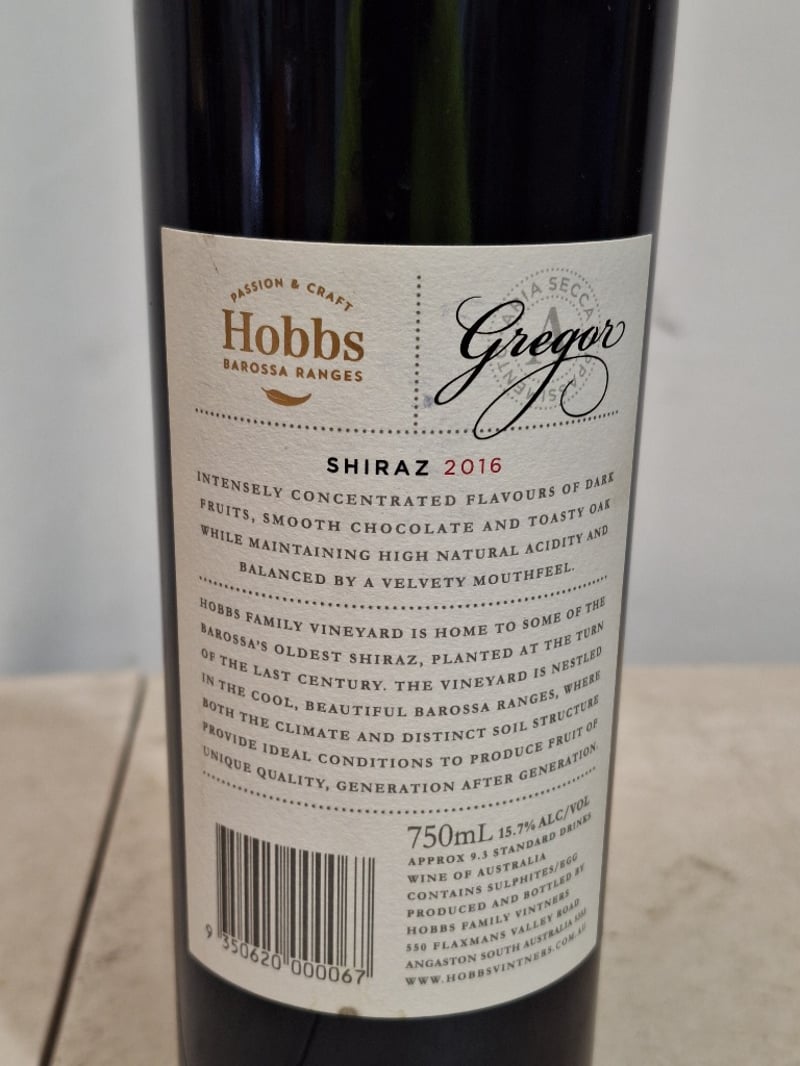 PASSION & CRAFT
Hobbs
BAROSSA RANGES
Gregor
SECCA
A
SHIRAZ 2016
INTENSELY CONCENTRATED FLAVOURS OF DARK
FRUITS, SMOOTH CHOCOLATE AND TOASTY OAK
WHILE MAINTAINING HIGH NATURAL ACIDITY AND
BALANCED BY A VELVETY MOUTHFEEL.
HOBBS FAMILY VINEYARD IS HOME TO SOME OF THE
BAROSSA'S OLDEST SHIRAZ, PLANTED AT THE TURN
OF THE LAST CENTURY. THE VINEYARD IS NESTLED
IN THE COOL, BEAUTIFUL BAROSSA RANGES, WHERE
BOTH THE CLIMATE AND DISTINCT SOIL STRUCTURE
PROVIDE IDEAL CONDITIONS TO PRODUCE FRUIT OF
UNIQUE QUALITY, GENERATION AFTER GENERATION.
750mL 15.7% ALC/VOL
APPROX 9.3 STANDARD DRINKS
WINE OF AUSTRALIA
CONTAINS SULPHITES/EGG
PRODUCED AND BOTTLED BY
HOBBS FAMILY VINTNERS
550 FLAXMANS VALLEY ROAD
ANGASTON SOUTH AUSTRALIA
WWW.HOBBSVINTNERS.COM.AU
9 350620 000067